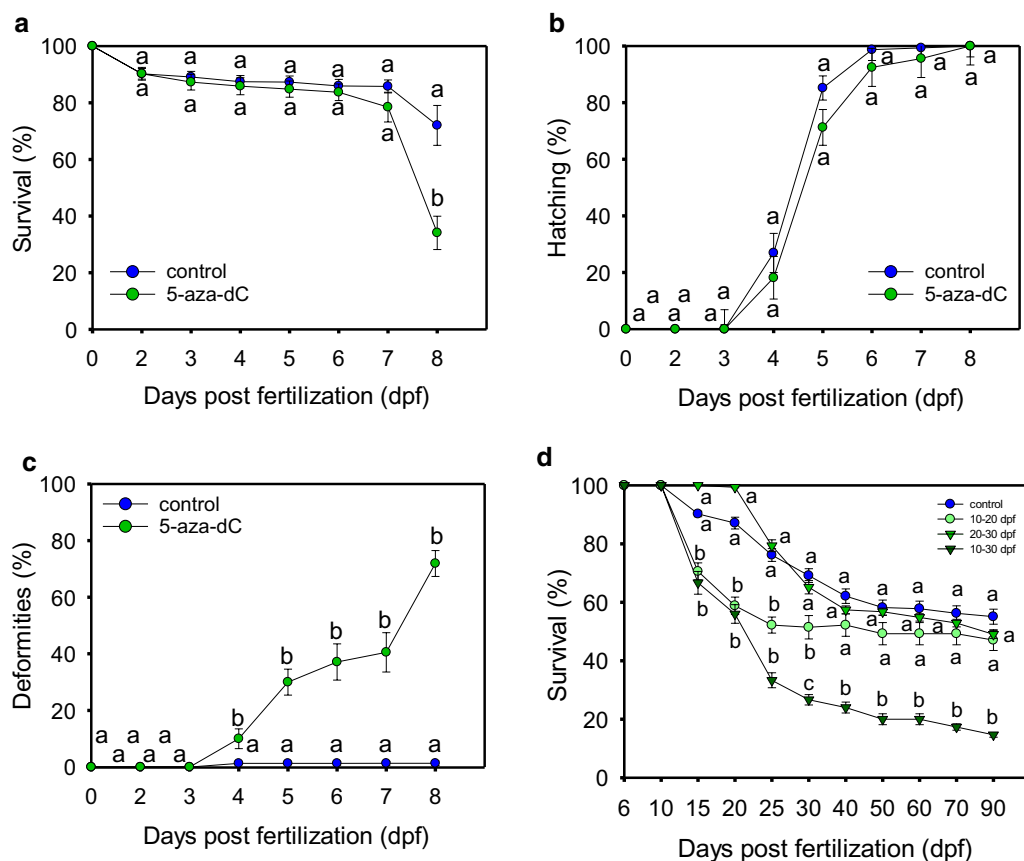 a
100
80
60
40
20
0
Survival (%)
a a a a a a a
a a a a a a b
control
5-aza-dC
0 2 3 4 5 6 7 8
Days post fertilization (dpf)
b
100
80
60
40
20
0
Hatching (%)
a a a a a a a a
a a a a a a a a
control
5-aza-dC
0 2 3 4 5 6 7 8
Days post fertilization (dpf)
c
100
80
60
40
20
0
Deformities (%)
control
5-aza-dC
a a a b b b b b
a a a a a a a a
0 2 3 4 5 6 7 8
Days post fertilization (dpf)
d
100
80
60
40
20
0
Survival (%)
control
10-20 dpf
20-30 dpf
10-30 dpf
a a a a a a a a a
a a a a a a a a a
b b b b a a a a a
b b b c b b b b b
6 10 15 20 25 30 40 50 60 70 90
Days post fertilization (dpf)